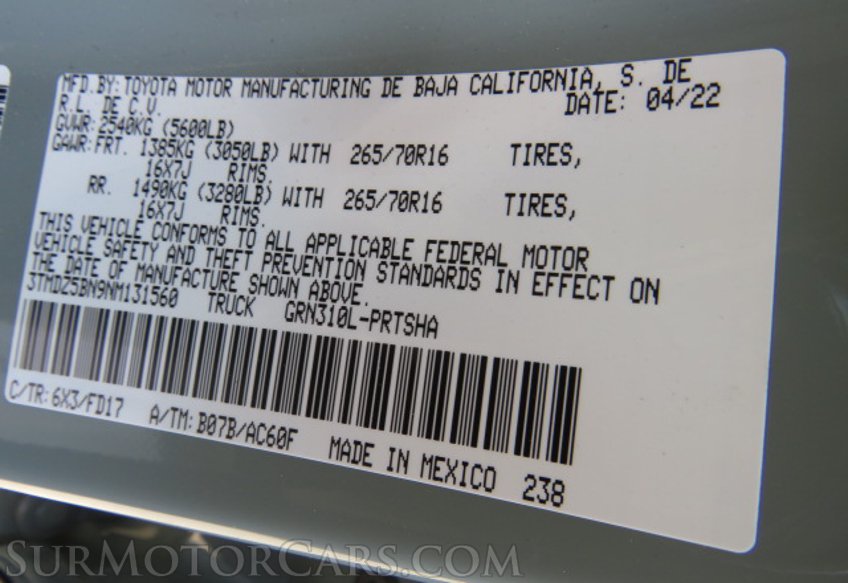 MFD.BY: TOYOTA MOTOR MANUFACTURING DE BAJA CALIFORNIA, S. DE
R.L. DE C.V. DATE: 04/22
GVWR: 2540KG (5600LB)
GAWR: FRT. 1385KG (3050LB) WITH 265/70R16 TIRES,
16X7J RIMS.
RR. 1490KG (3280LB) WITH 265/70R16 TIRES,
16X7J RIMS.
THIS VEHICLE CONFORMS TO ALL APPLICABLE FEDERAL MOTOR
VEHICLE SAFETY AND THEFT PREVENTION STANDARDS IN EFFECT ON
THE DATE OF MANUFACTURE SHOWN ABOVE.
3TMDZ5BN9NM131560 TRUCK GRN310L-PRTSHA
C/TR: 6X3/FD17 A/TM: B07B/AC60F MADE IN MEXICO 238
SurMotorCars.com